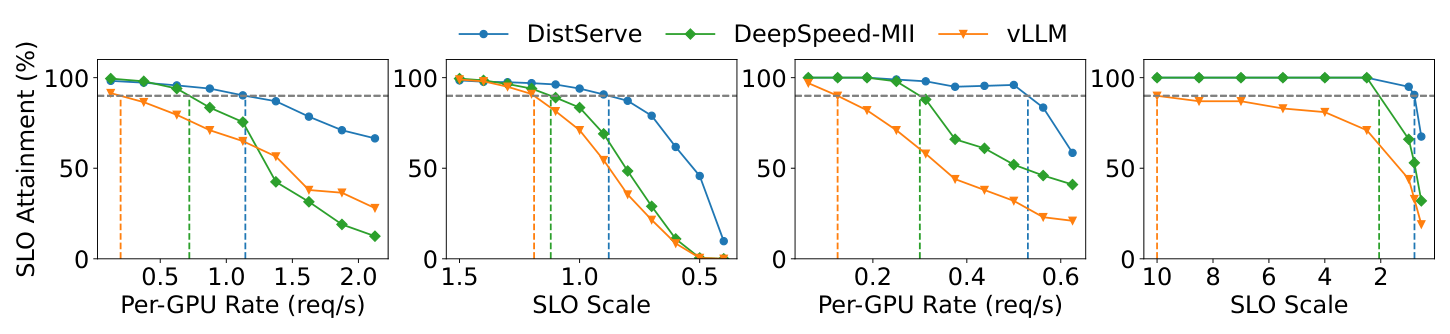 DistServe DeepSpeed-MII vLLM
SLO Attainment (%)
100
50
0
0.5 1.0 1.5 2.0
Per-GPU Rate (req/s)
100
50
0
1.5 1.0 0.5
SLO Scale
100
50
0
0.2 0.4 0.6
Per-GPU Rate (req/s)
100
50
0
10 8 6 4 2
SLO Scale